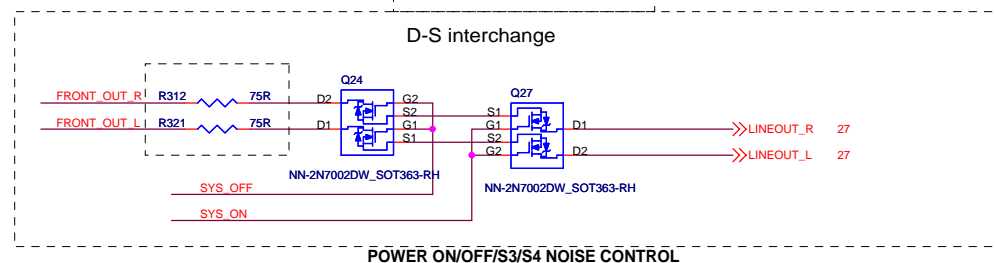 D-S interchange
Q24
Q27
FRONT_OUT_R R312 75R D2 G2
S2 S1
FRONT_OUT_L R321 75R D1 G1 G1 D1 LINEOUT_R 27
S1 S2
G2 D2 LINEOUT_L 27
NN-2N7002DW_SOT363-RH
NN-2N7002DW_SOT363-RH
SYS_OFF
SYS_ON
POWER ON/OFF/S3/S4 NOISE CONTROL